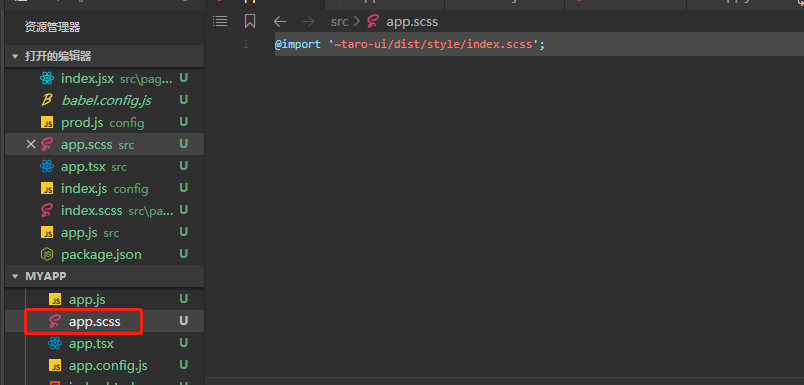 资源管理器
打开的编辑器
index.jsx src\pag... U
babel.config.js U
prod.js config U
app.scss src U
app.tsx src U
index.js config U
index.scss src\pa... U
app.js src U
package.json U
MYAPP
app.js U
app.scss U
app.tsx U
app.config.js U
src > app.scss
1 @import '~taro-ui/dist/style/index.scss';